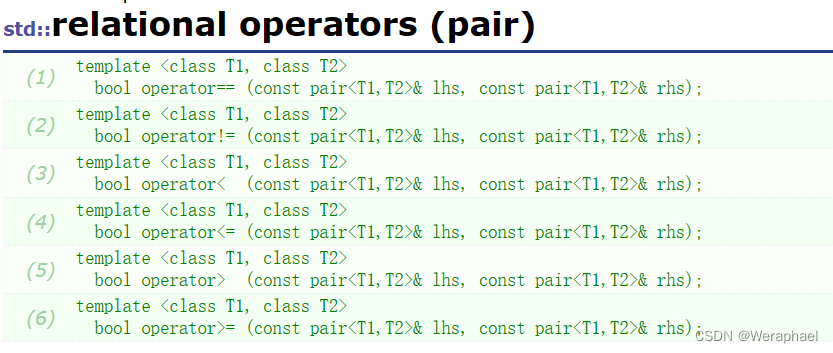 std::relational operators (pair)
(1) template <class T1, class T2>
bool operator== (const pair<T1,T2>& lhs, const pair<T1,T2>& rhs);
(2) template <class T1, class T2>
bool operator!= (const pair<T1,T2>& lhs, const pair<T1,T2>& rhs);
(3) template <class T1, class T2>
bool operator<  (const pair<T1,T2>& lhs, const pair<T1,T2>& rhs);
(4) template <class T1, class T2>
bool operator<= (const pair<T1,T2>& lhs, const pair<T1,T2>& rhs);
(5) template <class T1, class T2>
bool operator>  (const pair<T1,T2>& lhs, const pair<T1,T2>& rhs);
(6) template <class T1, class T2>
bool operator>= (const pair<T1,T2>& lhs, const pair<T1,T2>& rhs);
CSDN @Weraphael